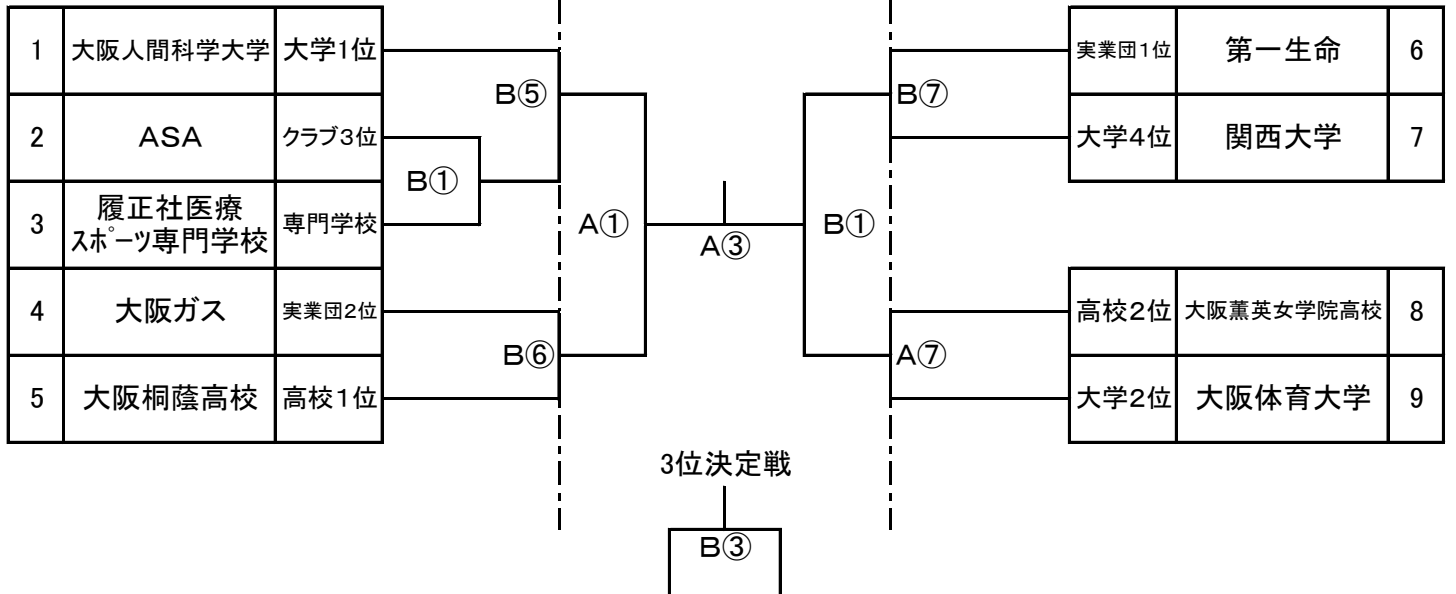 1 大阪人間科学大学 大学1位
2 ASA クラブ3位
3 履正社医療
スポーツ専門学校 専門学校
4 大阪ガス 実業団2位
5 大阪桐蔭高校 高校1位
B⑤
B①
B⑥
A①
A③
B①
B⑦
A⑦
実業団1位 第一生命 6
大学4位 関西大学 7
高校2位 大阪薫英女学院高校 8
大学2位 大阪体育大学 9
3位決定戦
B③